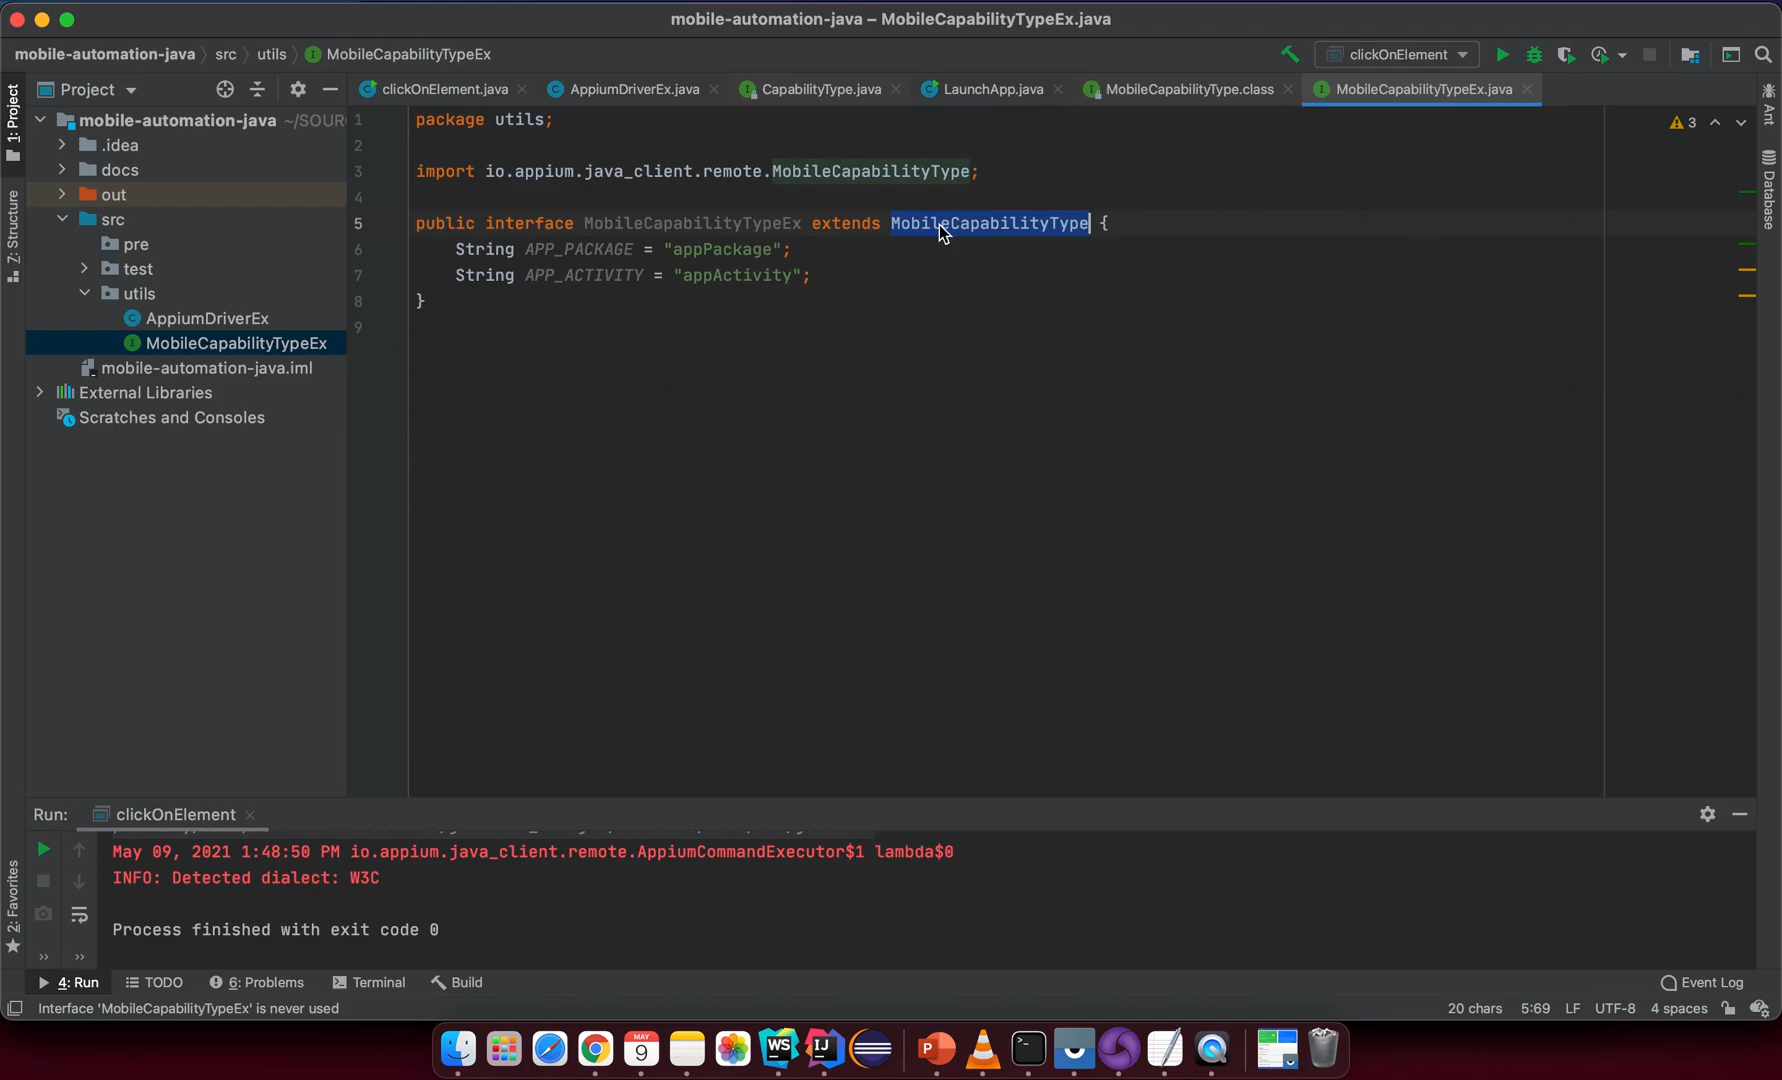 mobile-automation-java – MobileCapabilityTypeEx.java
mobile-automation-java src utils MobileCapabilityTypeEx
clickOnElement
Project
clickOnElement.java
AppiumDriverEx.java
CapabilityType.java
LaunchApp.java
MobileCapabilityType.class
MobileCapabilityTypeEx.java
1: Project
Z: Structure
2: Favorites
mobile-automation-java ~/SOUR
.idea
docs
out
src
pre
test
utils
AppiumDriverEx
MobileCapabilityTypeEx
mobile-automation-java.iml
External Libraries
Scratches and Consoles
1 package utils;
2
3 import io.appium.java_client.remote.MobileCapabilityType;
4
5 public interface MobileCapabilityTypeEx extends MobileCapabilityType {
6 String APP_PACKAGE = "appPackage";
7 String APP_ACTIVITY = "appActivity";
8 }
9
3
Ant
Database
Run: clickOnElement
May 09, 2021 1:48:50 PM io.appium.java_client.remote.AppiumCommandExecutor$1 lambda$0
INFO: Detected dialect: W3C
Process finished with exit code 0
4: Run TODO 6: Problems Terminal Build Event Log
Interface 'MobileCapabilityTypeEx' is never used
20 chars 5:69 LF UTF-8 4 spaces
MAY
9
WS
IJ
P